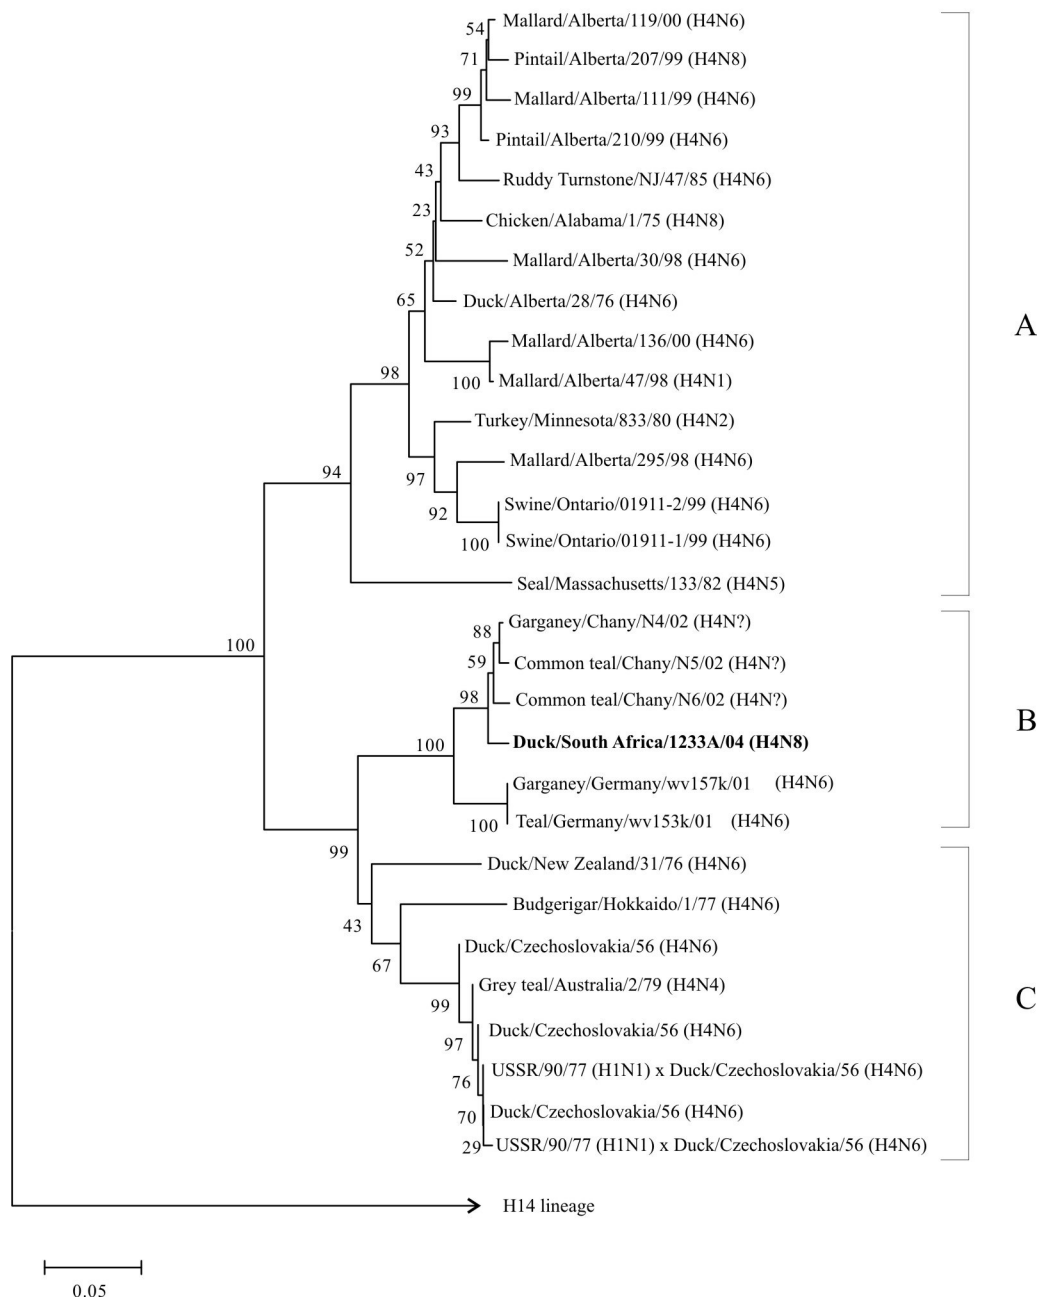 Mallard/Alberta/119/00 (H4N6)
54
Pintail/Alberta/207/99 (H4N8)
71
Mallard/Alberta/111/99 (H4N6)
99
Pintail/Alberta/210/99 (H4N6)
93
Ruddy Turnstone/NJ/47/85 (H4N6)
43
Chicken/Alabama/1/75 (H4N8)
23
Mallard/Alberta/30/98 (H4N6)
52
Duck/Alberta/28/76 (H4N6)
65
A
Mallard/Alberta/136/00 (H4N6)
98
100
Mallard/Alberta/47/98 (H4N1)
Turkey/Minnesota/833/80 (H4N2)
Mallard/Alberta/295/98 (H4N6)
94
97
Swine/Ontario/01911-2/99 (H4N6)
92
100
Swine/Ontario/01911-1/99 (H4N6)
Seal/Massachusetts/133/82 (H4N5)
Garganey/Chany/N4/02 (H4N?)
88
100
59
Common teal/Chany/N5/02 (H4N?)
98
Common teal/Chany/N6/02 (H4N?)
B
100
Duck/South Africa/1233A/04 (H4N8)
Garganey/Germany/wv157k/01 (H4N6)
100
Teal/Germany/wv153k/01 (H4N6)
99
Duck/New Zealand/31/76 (H4N6)
Budgerigar/Hokkaido/1/77 (H4N6)
43
Duck/Czechoslovakia/56 (H4N6)
67
Grey teal/Australia/2/79 (H4N4)
C
99
Duck/Czechoslovakia/56 (H4N6)
97
USSR/90/77 (H1N1) x Duck/Czechoslovakia/56 (H4N6)
76
Duck/Czechoslovakia/56 (H4N6)
70
29
USSR/90/77 (H1N1) x Duck/Czechoslovakia/56 (H4N6)
H14 lineage
0.05